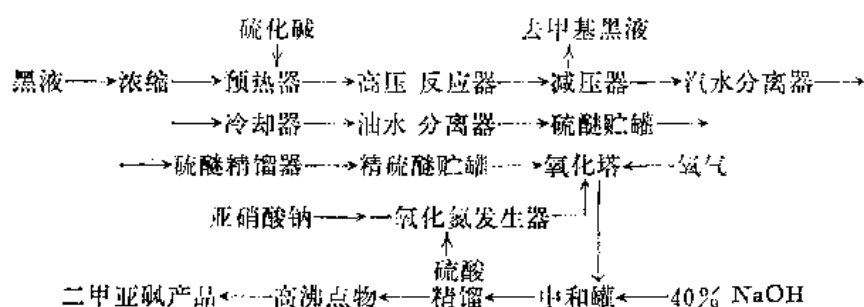 硫化碱 去甲基黑液
黑液→浓缩→预热器→高压 反应器→减压器→汽水分离器→
→冷却器→油水 分离器→硫醚贮罐→
→硫醚精馏器→精硫醚贮罐→氧化塔←氧气
亚硝酸钠→一氧化氮发生器
硫酸
二甲亚砜产品←高沸点物←精馏←中和罐←40% NaOH